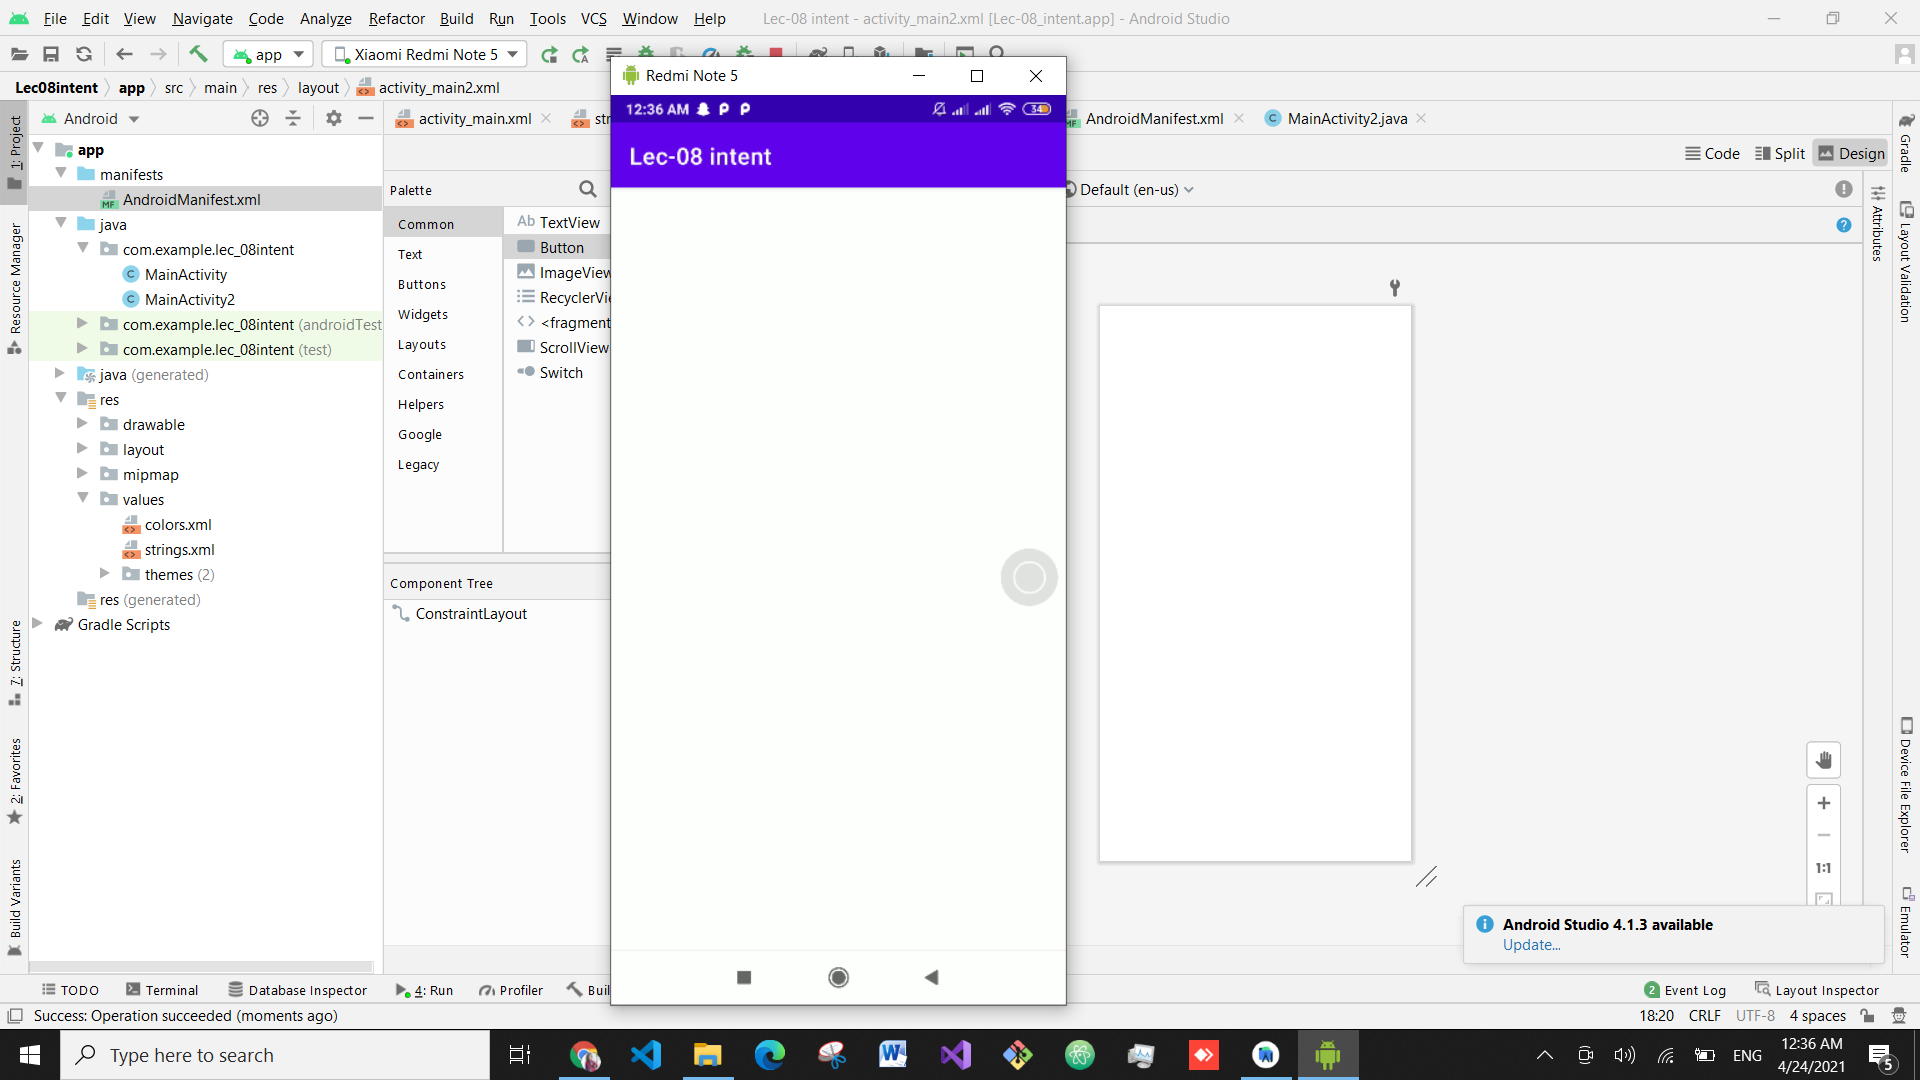 File Edit View Navigate Code Analyze Refactor Build Run Tools VCS Window Help Lec-08 intent - activity_main2.xml [Lec-08_intent.app] - Android Studio
app Xiaomi Redmi Note 5
Lec08intent app src main res layout activity_main2.xml
Redmi Note 5
12:36 AM 34
Lec-08 intent
1: Project
Resource Manager
7: Structure
2: Favorites
Build Variants
Android
app
manifests
AndroidManifest.xml
java
com.example.lec_08intent
MainActivity
MainActivity2
com.example.lec_08intent (androidTest
com.example.lec_08intent (test)
java (generated)
res
drawable
layout
mipmap
values
colors.xml
strings.xml
themes (2)
res (generated)
Gradle Scripts
activity_main.xml str AndroidManifest.xml MainActivity2.java
Code Split Design
Palette
Default (en-us)
Common
Text
Buttons
Widgets
Layouts
Containers
Helpers
Google
Legacy
Ab TextView
Button
ImageView
RecyclerVie
<fragment
ScrollView
Switch
Component Tree
ConstraintLayout
Gradle
Attributes
Layout Validation
Device File Explorer
Emulator
1:1
Android Studio 4.1.3 available
Update...
TODO Terminal Database Inspector 4: Run Profiler Buil 2 Event Log Layout Inspector
Success: Operation succeeded (moments ago) 18:20 CRLF UTF-8 4 spaces
Type here to search
ENG
12:36 AM
4/24/2021
5